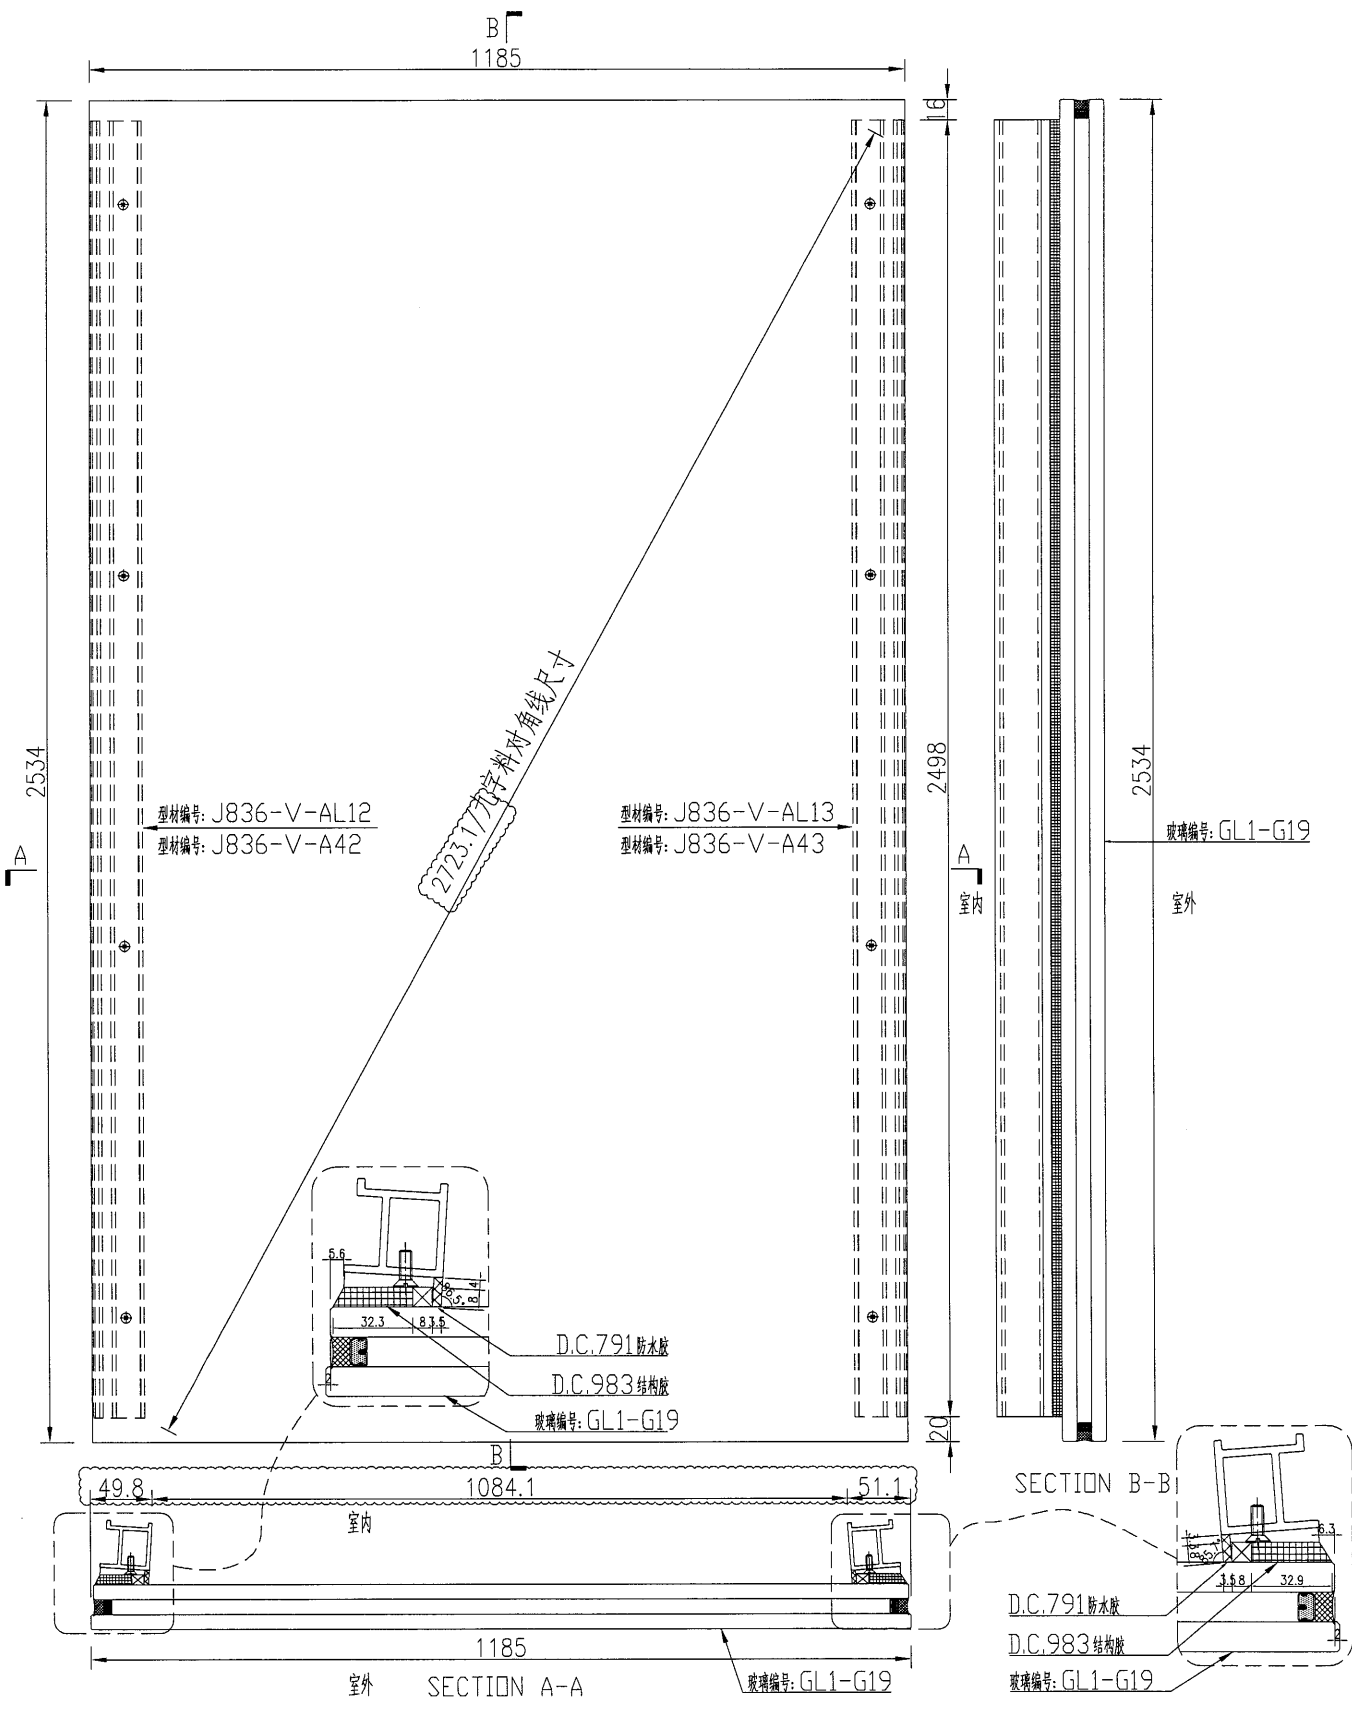 B
1185
16
2534
2498
2534
2723.1/几字料对角线尺寸
型材编号: J836-V-AL12
型材编号: J836-V-A42
型材编号: J836-V-AL13
型材编号: J836-V-A43
玻璃编号: GL1-G19
A
A
室内
室外
5.6
4
8
32.3
8
3.5
2
D.C.791防水胶
D.C.983结构胶
玻璃编号: GL1-G19
20
B
49.8
1084.1
51.1
室内
SECTION B-B
6.3
3.5
8
32.9
2
D.C.791防水胶
D.C.983结构胶
玻璃编号: GL1-G19
1185
室外
SECTION A-A
玻璃编号: GL1-G19